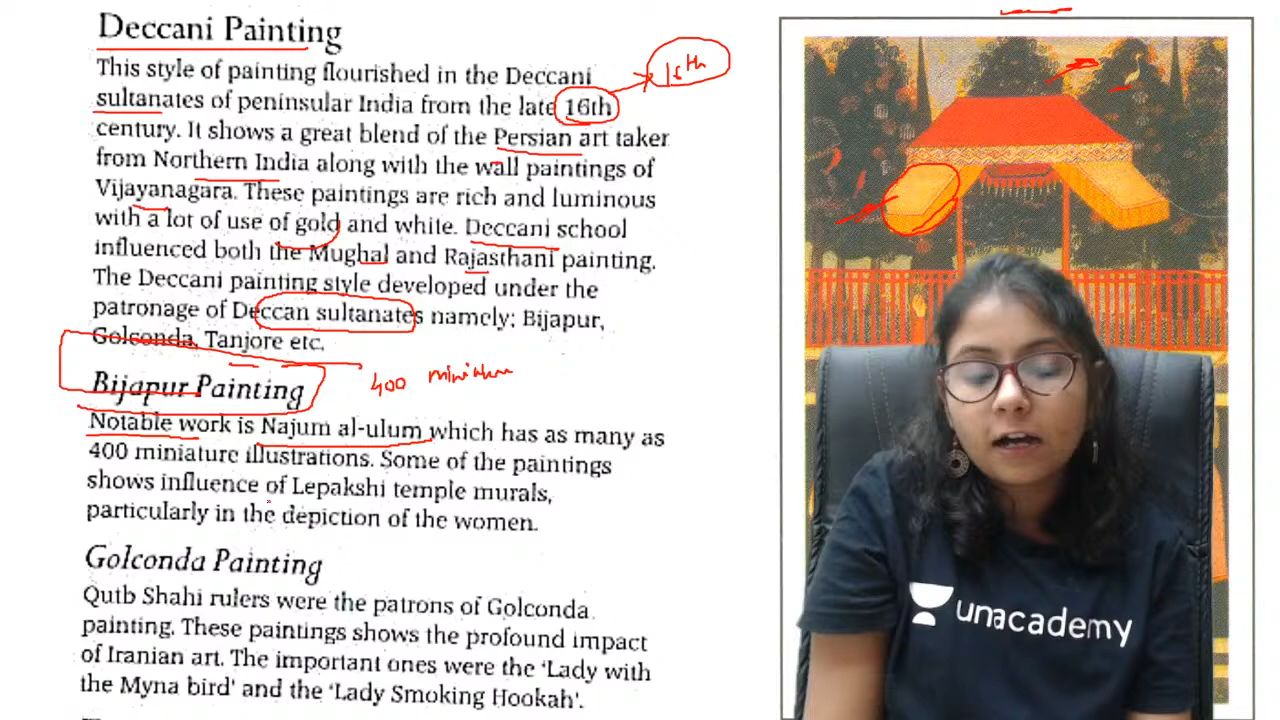 Deccani Painting
This style of painting flourished in the Deccani
sultanates of peninsular India from the late 16th
16th
century. It shows a great blend of the Persian art taker
from Northern India along with the wall paintings of
Vijayanagara. These paintings are rich and luminous
with a lot of use of gold and white. Deccani school
influenced both the Mughal and Rajasthani painting.
The Deccani painting style developed under the
patronage of Deccan sultanates namely; Bijapur,
Golconda, Tanjore etc.
Bijapur Painting
400 miniature
Notable work is Najum al-ulum which has as many as
400 miniature illustrations. Some of the paintings
shows influence of Lepakshi temple murals,
particularly in the depiction of the women.
Golconda Painting
Qutb Shahi rulers were the patrons of Golconda
painting. These paintings shows the profound impact
of Iranian art. The important ones were the 'Lady with
the Myna bird' and the 'Lady Smoking Hookah'.
unacademy